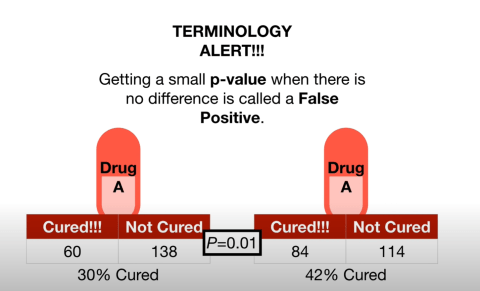 TERMINOLOGY
ALERT!!!
Getting a small p-value when there is
no difference is called a False
Positive.
Drug
A
Drug
A
Cured!!! Not Cured
60 138
30% Cured
P=0.01
Cured!!! Not Cured
84 114
42% Cured